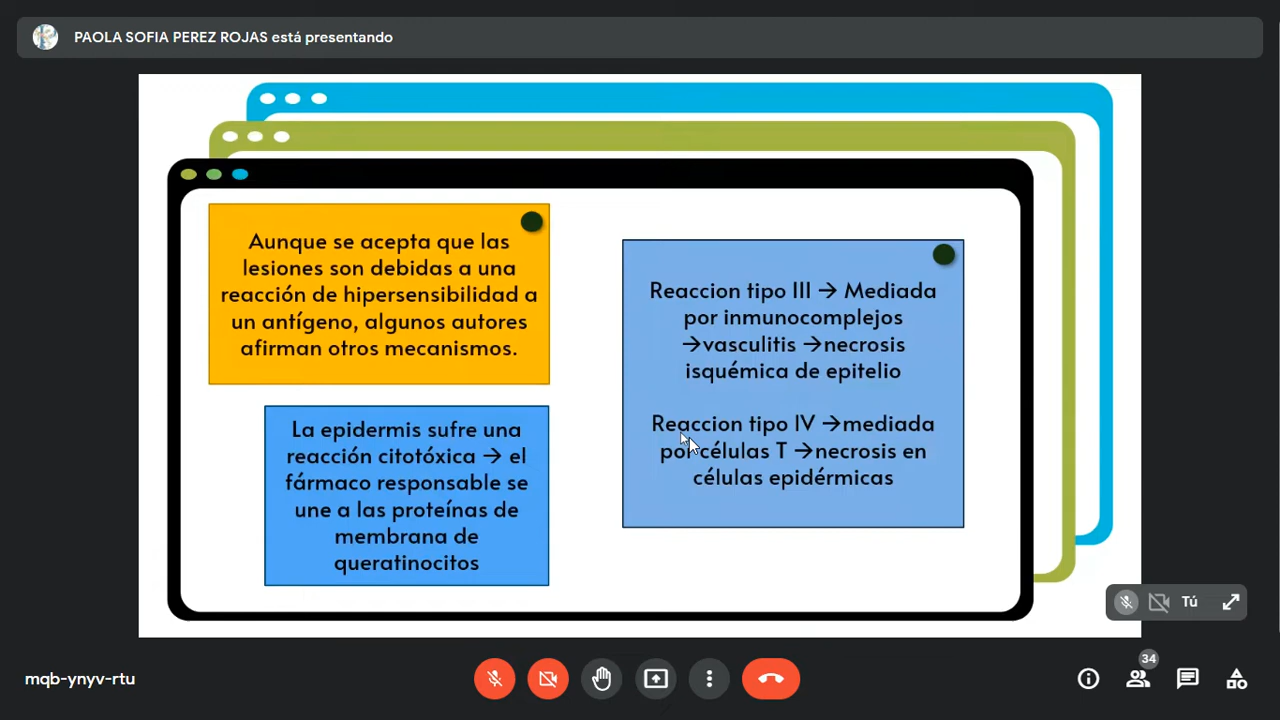 PAOLA SOFIA PEREZ ROJAS está presentando
Aunque se acepta que las
lesiones son debidas a una
reacción de hipersensibilidad a
un antígeno, algunos autores
afirman otros mecanismos.
La epidermis sufre una
reacción citotóxica → el
fármaco responsable se
une a las proteínas de
membrana de
queratinocitos
Reaccion tipo III → Mediada
por inmunocomplejos
→vasculitis →necrosis
isquémica de epitelio
Reaccion tipo IV →mediada
por células T →necrosis en
células epidérmicas
Tú
mqb-ynyv-rtu
34